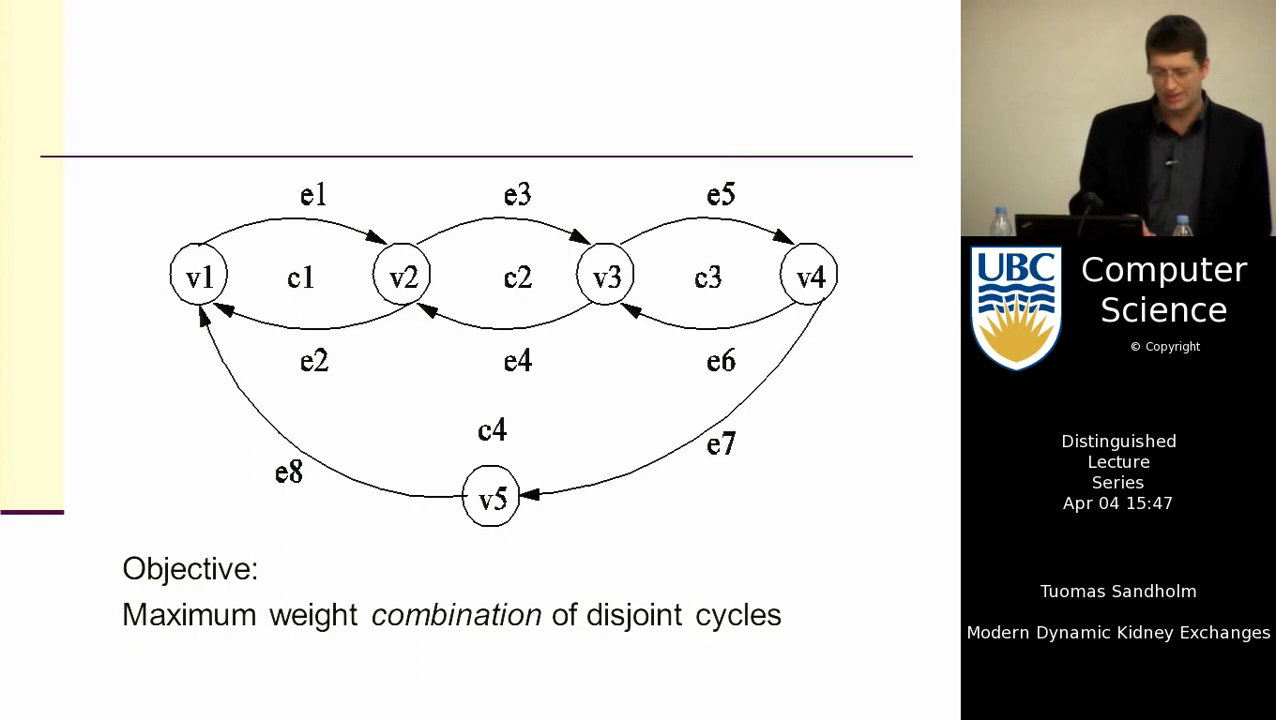 e1 e3 e5
v1 c1 v2 c2 v3 c3 v4
e2 e4 e6
c4
e7
e8
v5
Objective:
Maximum weight combination of disjoint cycles
UBC
Computer
Science
© Copyright
Distinguished
Lecture
Series
Apr 04 15:47
Tuomas Sandholm
Modern Dynamic Kidney Exchanges